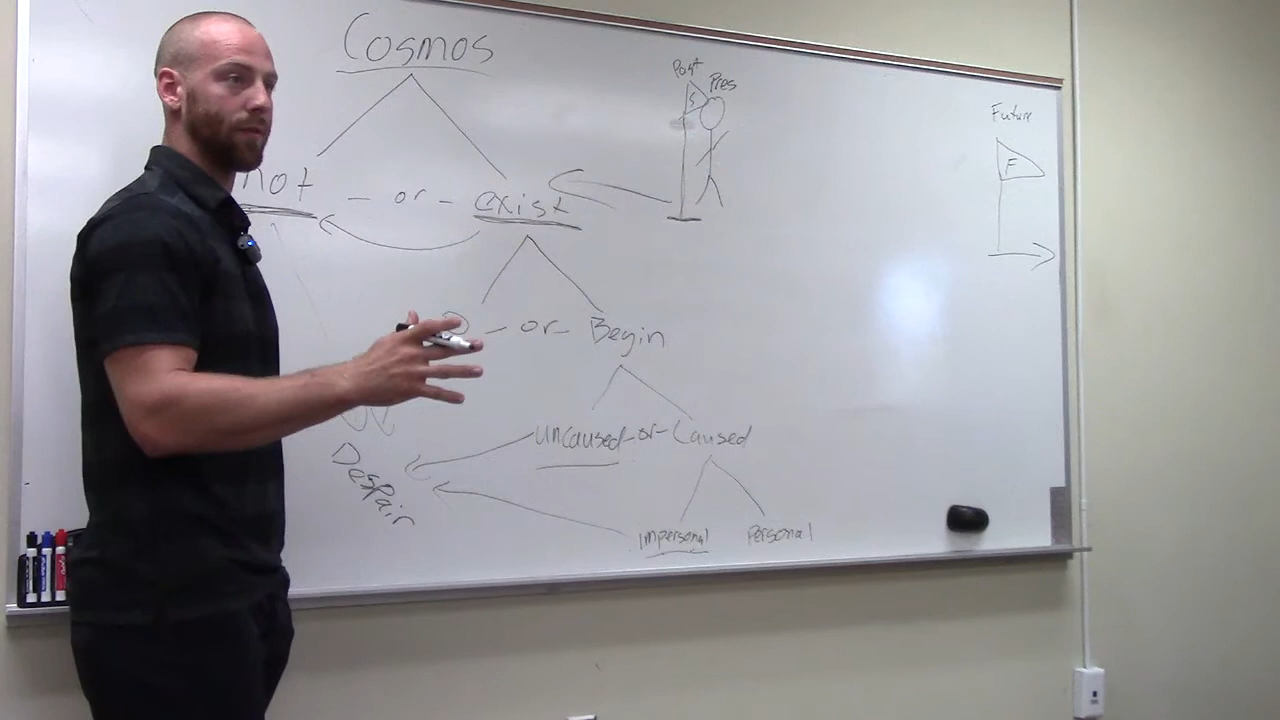 Cosmos
Past
Pres
S
Future
F
not - or - exist
- or - Begin
uncaused - or - Caused
Despair
impersonal personal